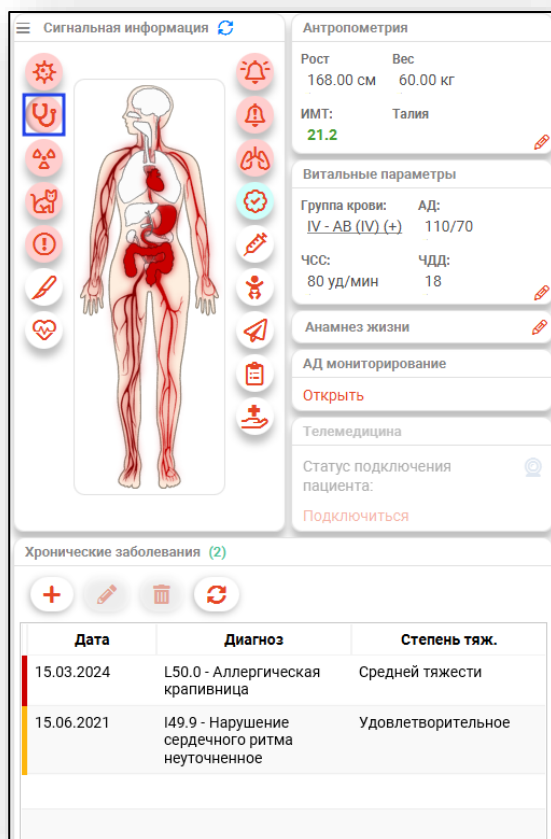 Сигнальная информация
Антропометрия
Рост Вес
168.00 см 60.00 кг
ИМТ: Талия
21.2
Витальные параметры
Группа крови: АД:
IV - AB (IV) (+) 110/70
ЧСС: ЧДД:
80 уд/мин 18
Анамнез жизни
АД мониторирование
Открыть
Телемедицина
Статус подключения
пациента:
Подключиться
Хронические заболевания (2)
Дата Диагноз Степень тяж.
15.03.2024 L50.0 - Аллергическая Средней тяжести
крапивница
15.06.2021 I49.9 - Нарушение Удовлетворительное
сердечного ритма
неуточненное